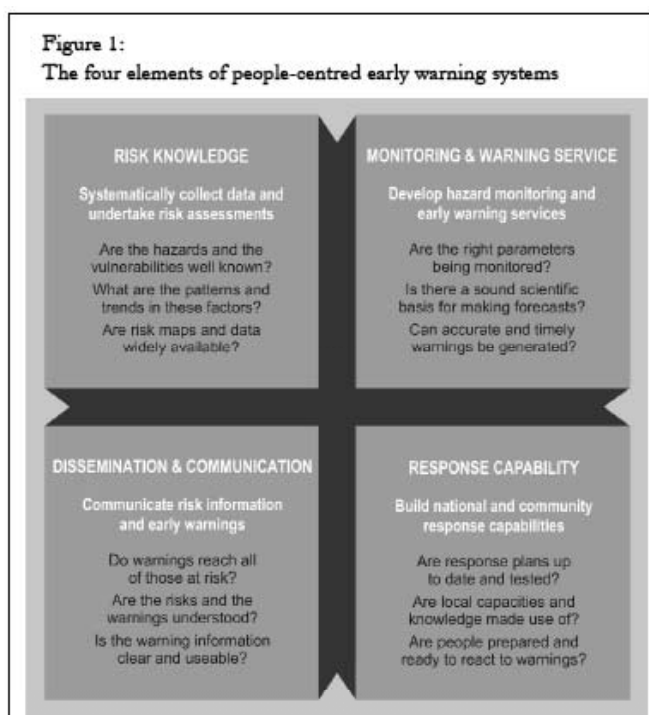 Figure 1:
The four elements of people-centred early warning systems
RISK KNOWLEDGE
Systematically collect data and
undertake risk assessments
Are the hazards and the
vulnerabilities well known?
What are the patterns and
trends in these factors?
Are risk maps and data
widely available?
MONITORING & WARNING SERVICE
Develop hazard monitoring and
early warning services
Are the right parameters
being monitored?
Is there a sound scientific
basis for making forecasts?
Can accurate and timely
warnings be generated?
DISSEMINATION & COMMUNICATION
Communicate risk information
and early warnings
Do warnings reach all
of those at risk?
Are the risks and the
warnings understood?
Is the warning information
clear and useable?
RESPONSE CAPABILITY
Build national and community
response capabilities
Are response plans up
to date and tested?
Are local capacities and
knowledge made use of?
Are people prepared and
ready to react to warnings?